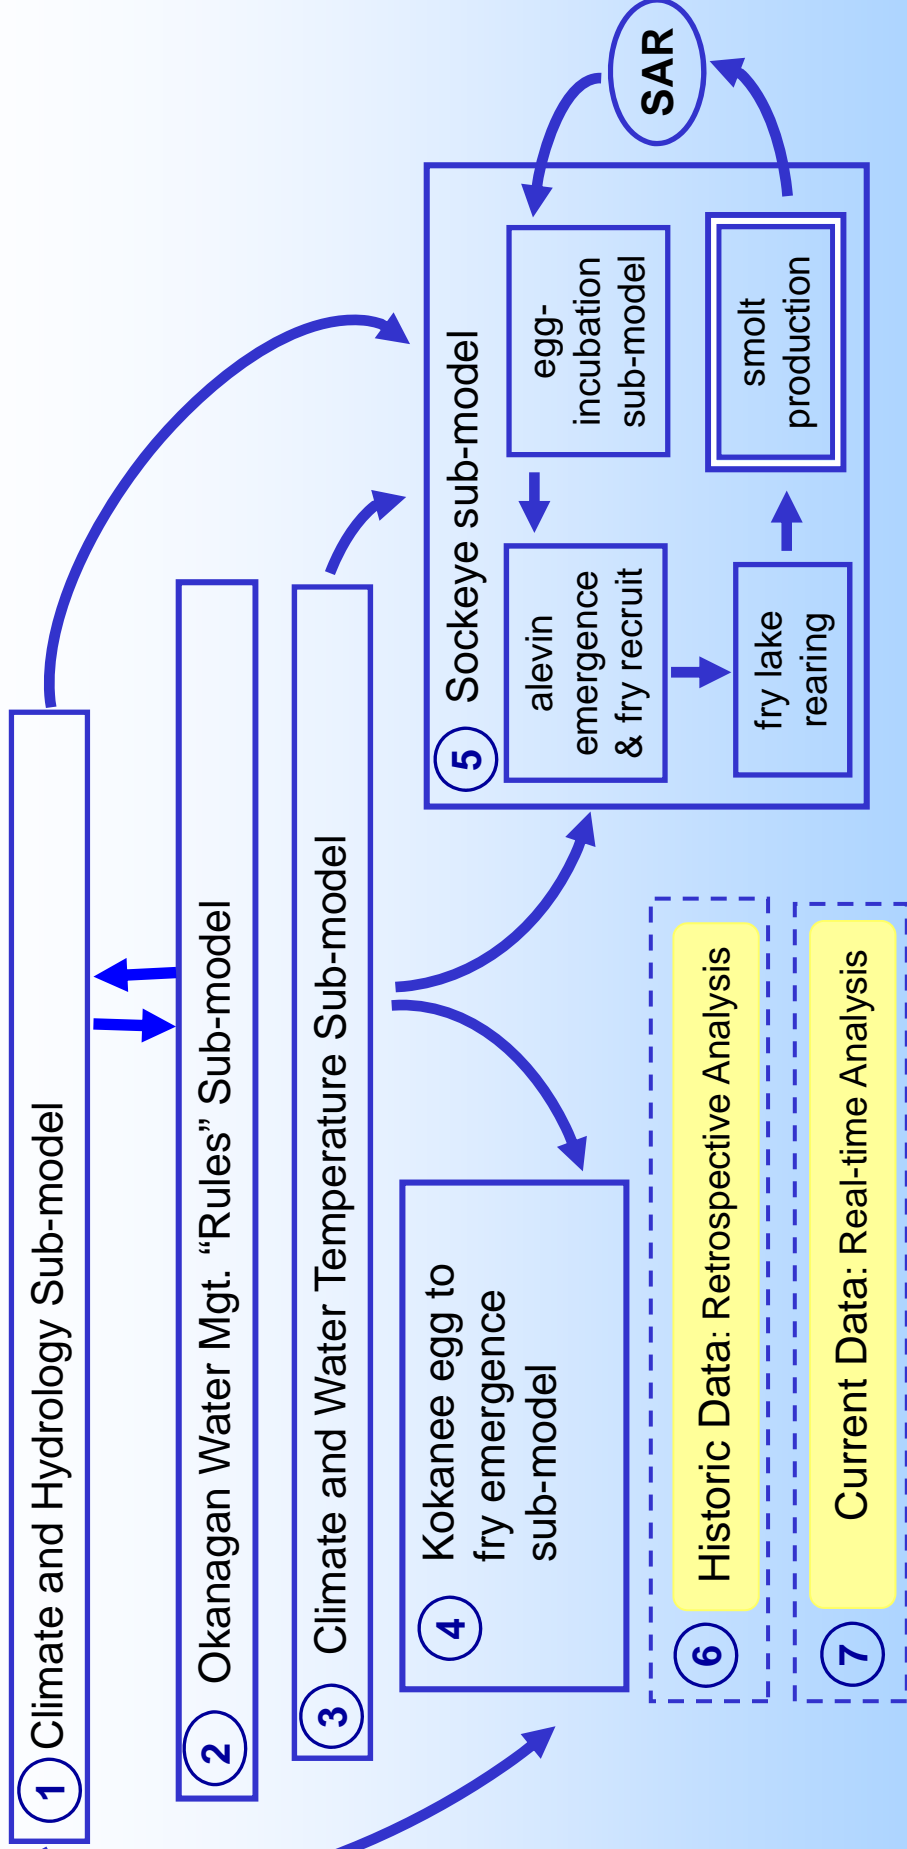 1 Climate and Hydrology Sub-model
2 Okanagan Water Mgt. “Rules” Sub-model
3 Climate and Water Temperature Sub-model
4 Kokanee egg to
fry emergence
sub-model
5 Sockeye sub-model
egg-
incubation
sub-model
alevin
emergence
& fry recruit
fry lake
rearing
smolt
production
SAR
6 Historic Data: Retrospective Analysis
7 Current Data: Real-time Analysis